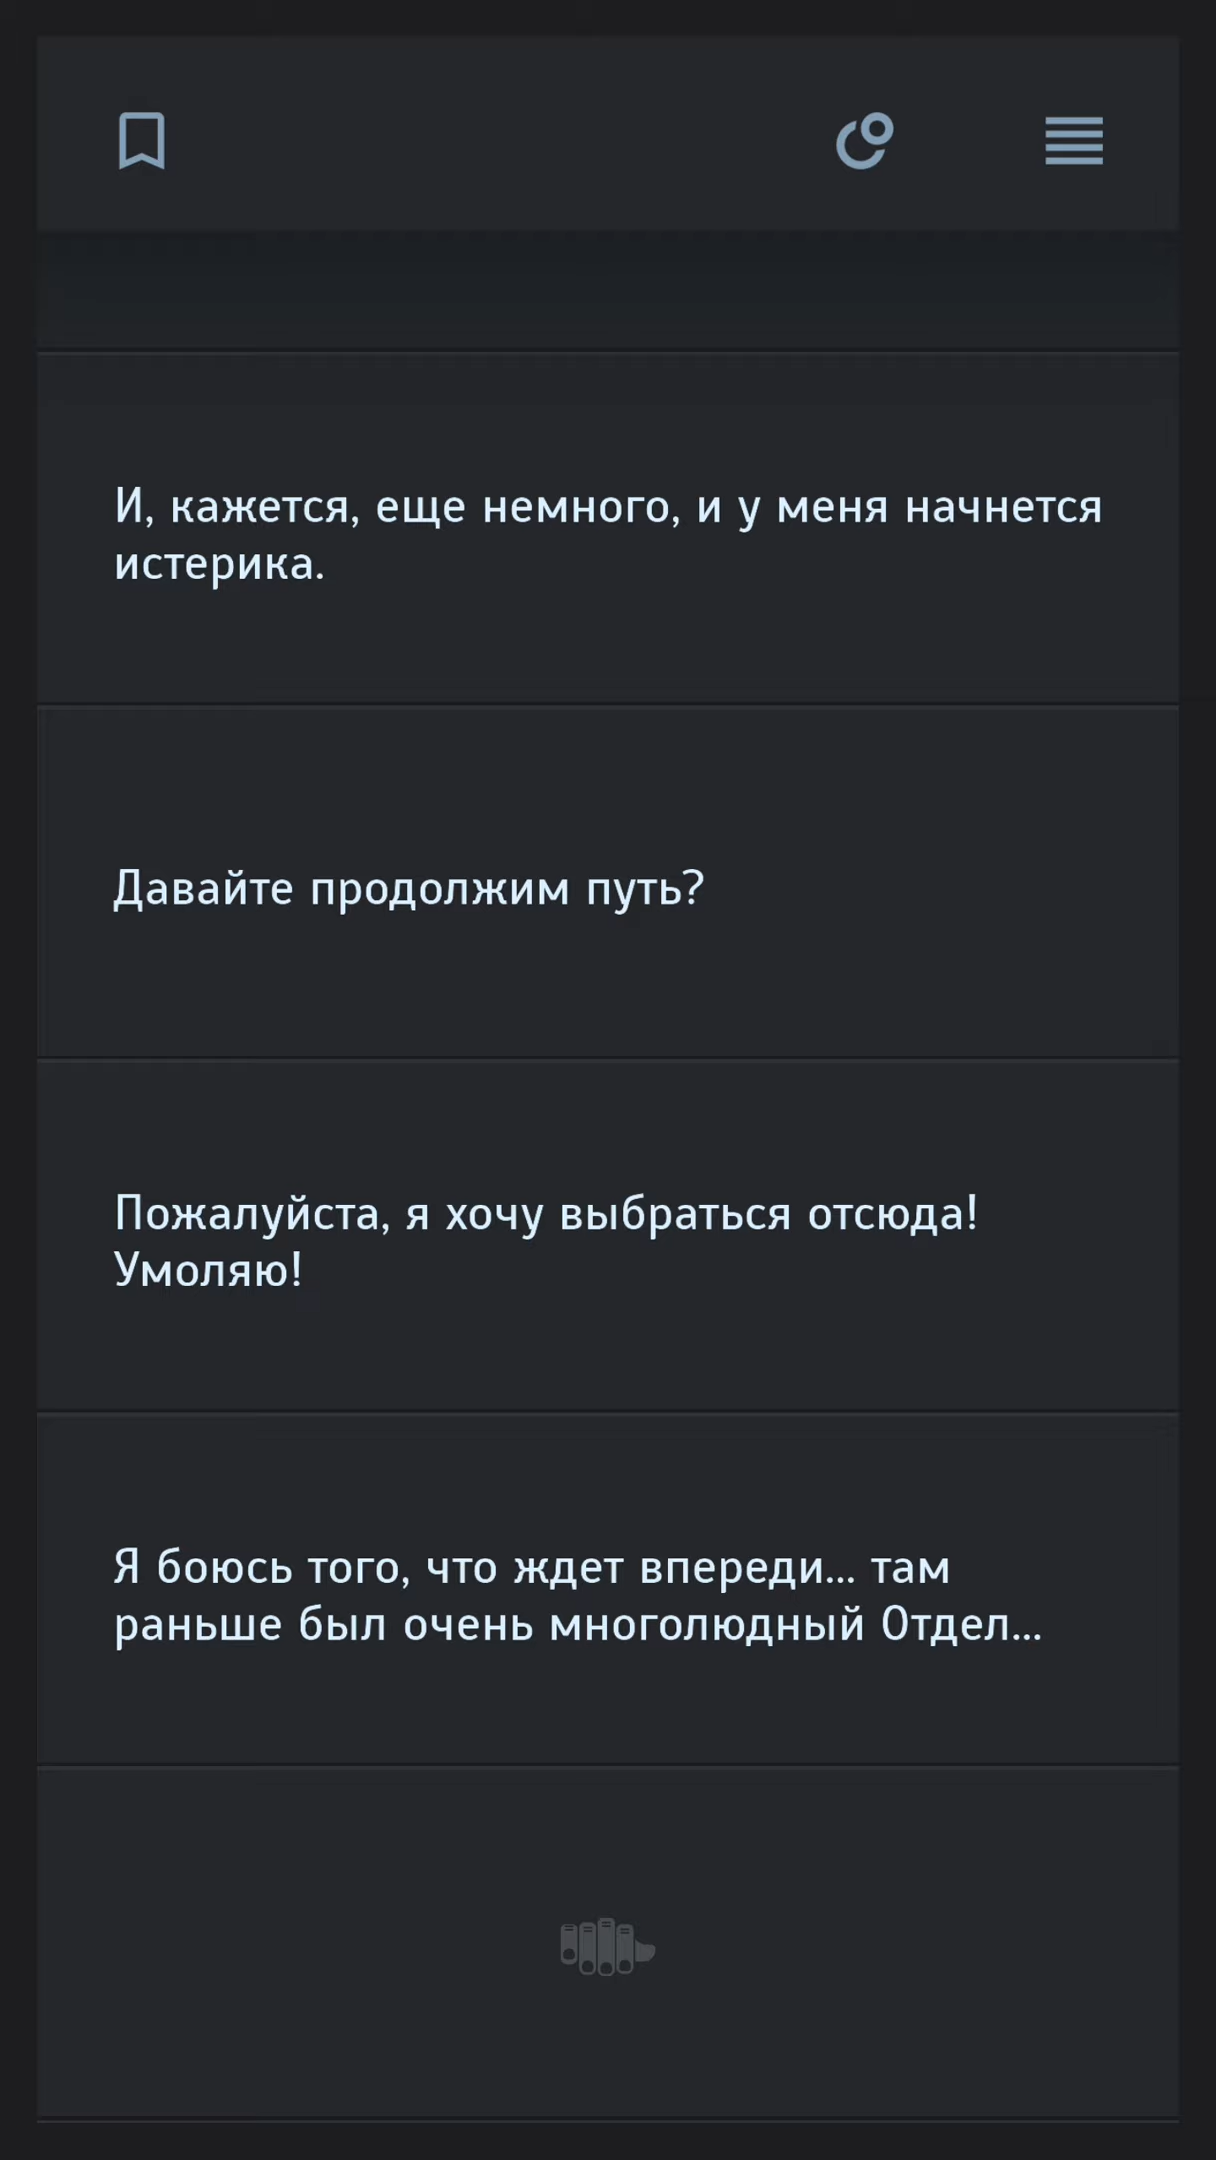 И, кажется, еще немного, и у меня начнется
истерика.
Давайте продолжим путь?
Пожалуйста, я хочу выбраться отсюда!
Умоляю!
Я боюсь того, что ждет впереди... там
раньше был очень многолюдный Отдел...